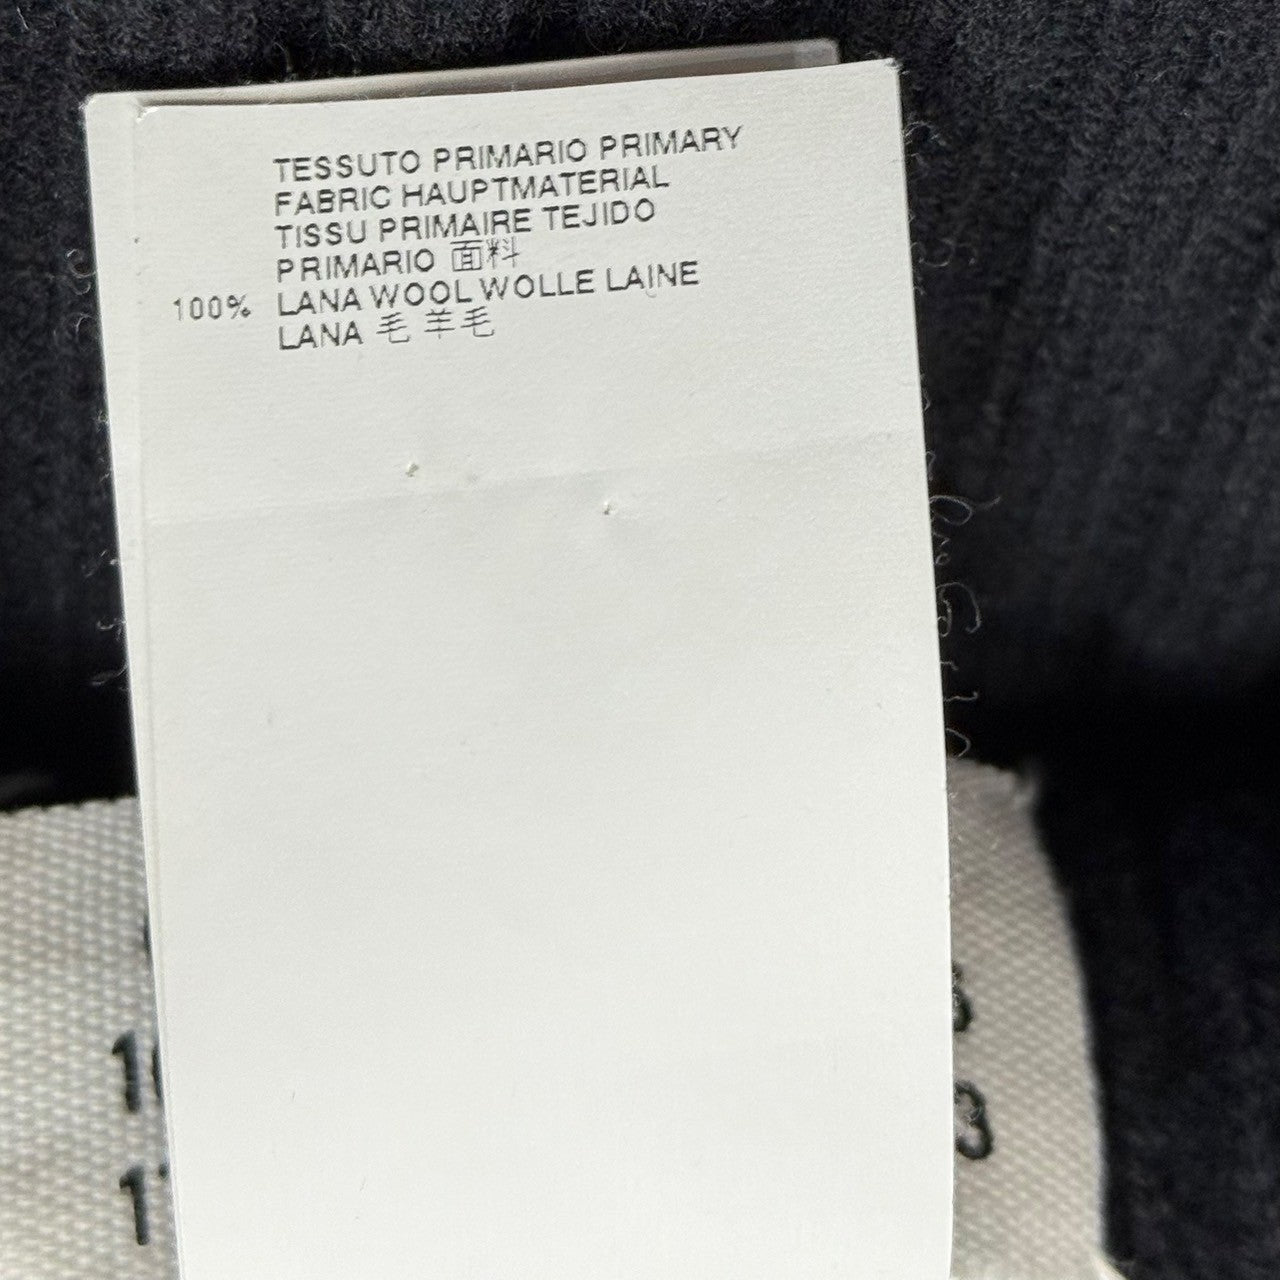 TESSUTO PRIMARIO PRIMARY
FABRIC HAUPTMATERIAL
TISSU PRIMAIRE TEJIDO
PRIMARIO 面料
100% LANA WOOL WOLLE LAINE
LANA 毛 羊毛